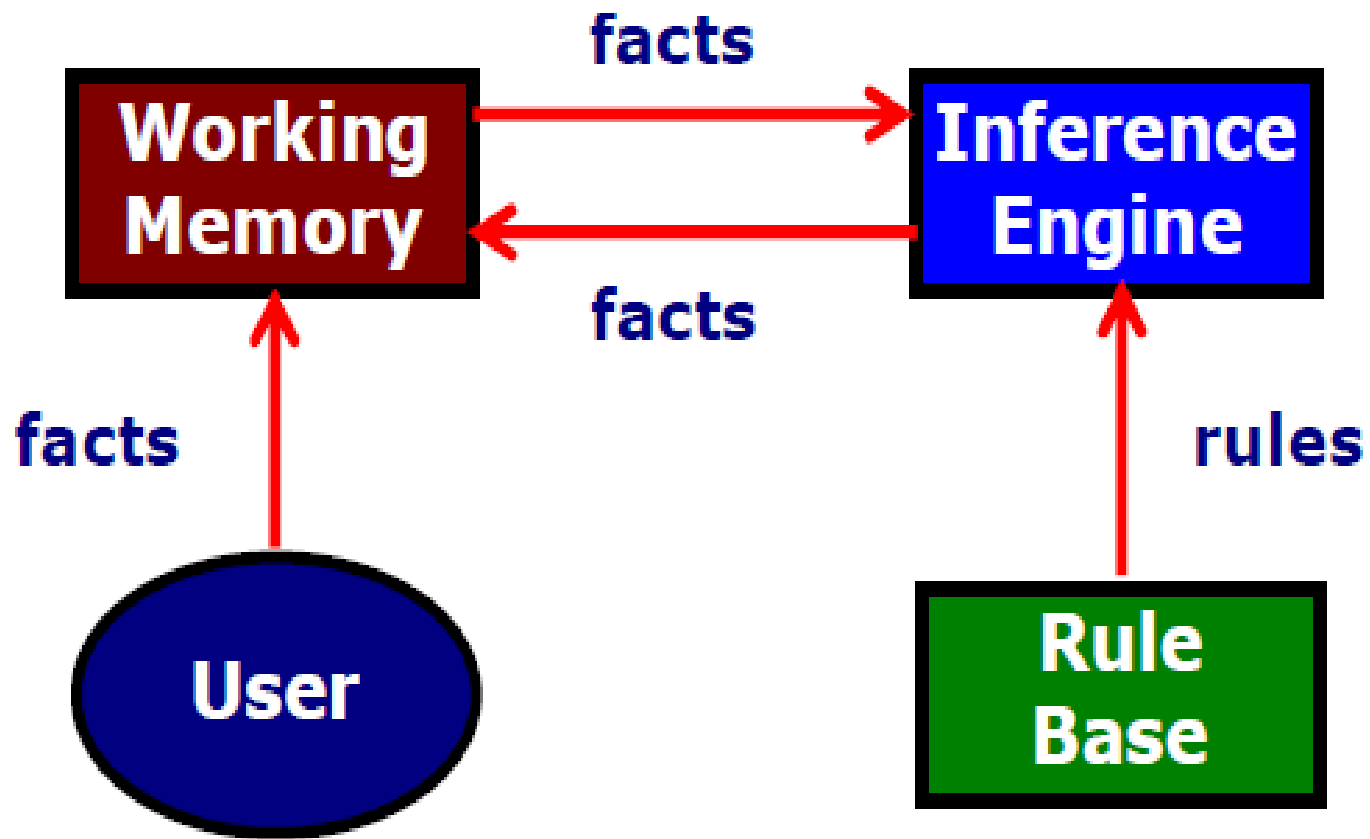 facts
Working
Memory
Inference
Engine
facts
facts
rules
User
Rule
Base